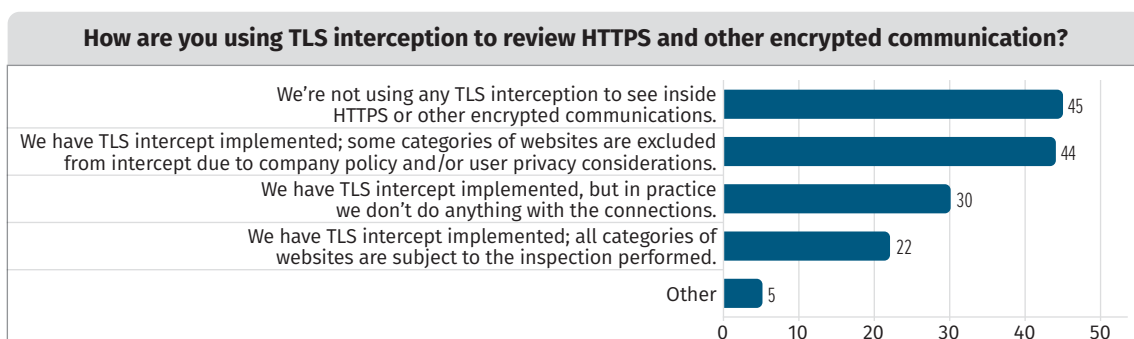 How are you using TLS interception to review HTTPS and other encrypted communication?
We’re not using any TLS interception to see inside
HTTPS or other encrypted communications.
45
We have TLS intercept implemented; some categories of websites are excluded
from intercept due to company policy and/or user privacy considerations.
44
We have TLS intercept implemented, but in practice
we don’t do anything with the connections.
30
We have TLS intercept implemented; all categories of
websites are subject to the inspection performed.
22
Other
5
0 10 20 30 40 50